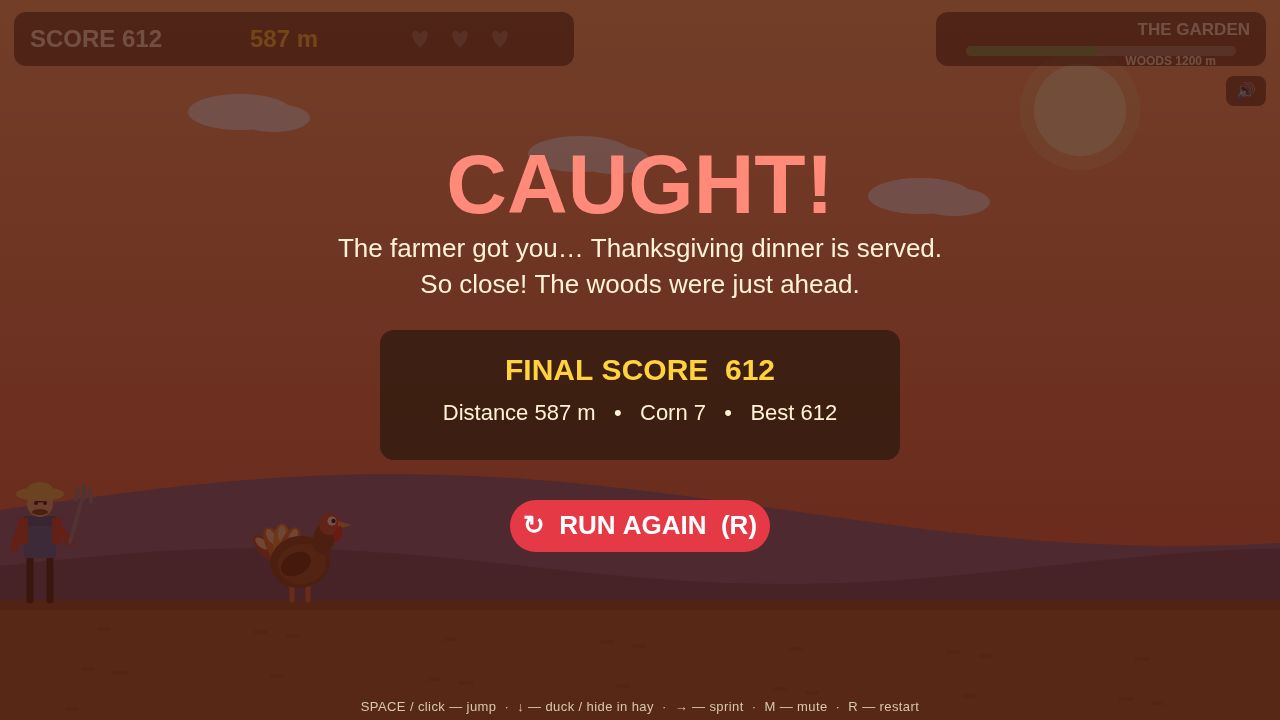 SCORE 612
587 m
THE GARDEN
WOODS 1200 m
CAUGHT!
The farmer got you… Thanksgiving dinner is served.
So close! The woods were just ahead.
FINAL SCORE 612
Distance 587 m • Corn 7 • Best 612
↻ RUN AGAIN (R)
SPACE / click — jump · ↓ — duck / hide in hay · → — sprint · M — mute · R — restart